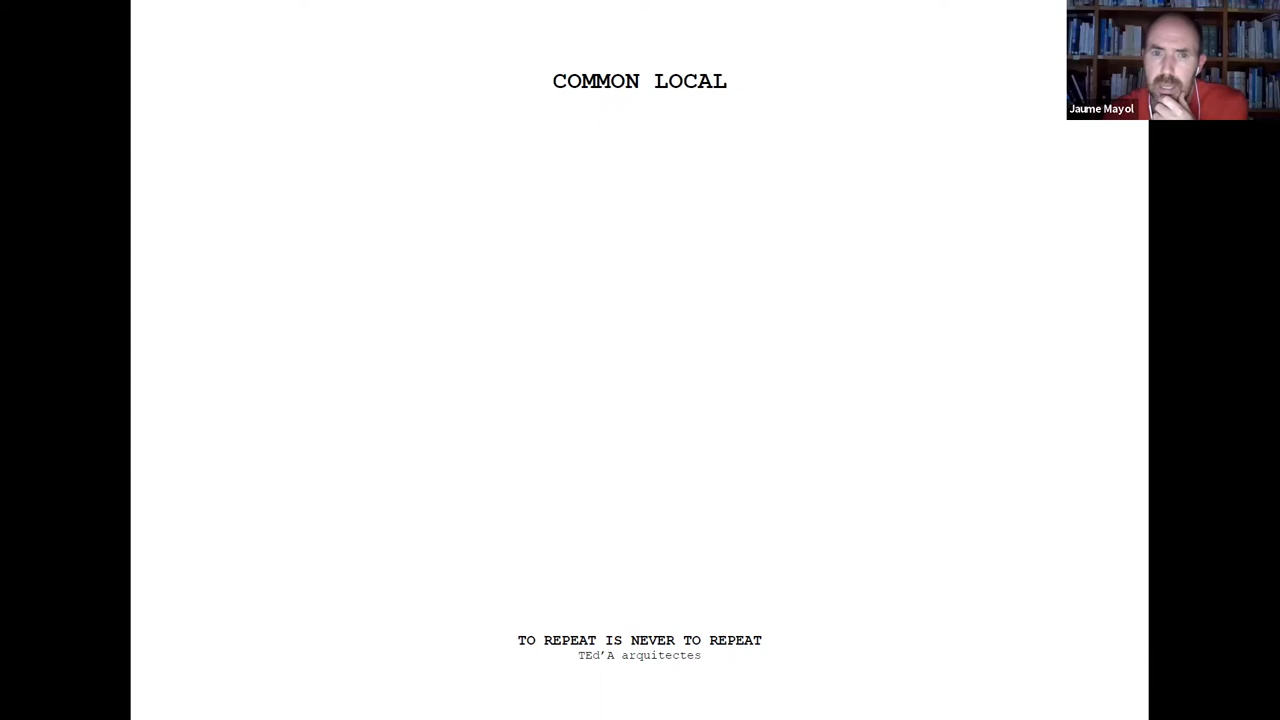 COMMON LOCAL
Jaume Mayol
TO REPEAT IS NEVER TO REPEAT
TEd'A arquitectes